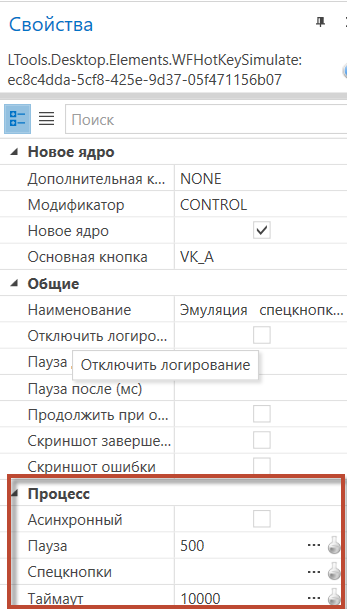 Свойства
LTools.Desktop.Elements.WFHotKeySimulate:
ec8c4dda-5cf8-425e-9d37-05f471156b07
Поиск
Новое ядро
Дополнительная к... NONE
Модификатор CONTROL
Новое ядро
Основная кнопка VK_A
Общие
Наименование Эмуляция спецкнопк...
Отключить логиро...
Пауза
Отключить логирование
Пауза после (мс)
Продолжить при о...
Скриншот заверше...
Скриншот ошибки
Процесс
Асинхронный
Пауза 500 ...
Спецкнопки ...
Таймаут 10000 ...